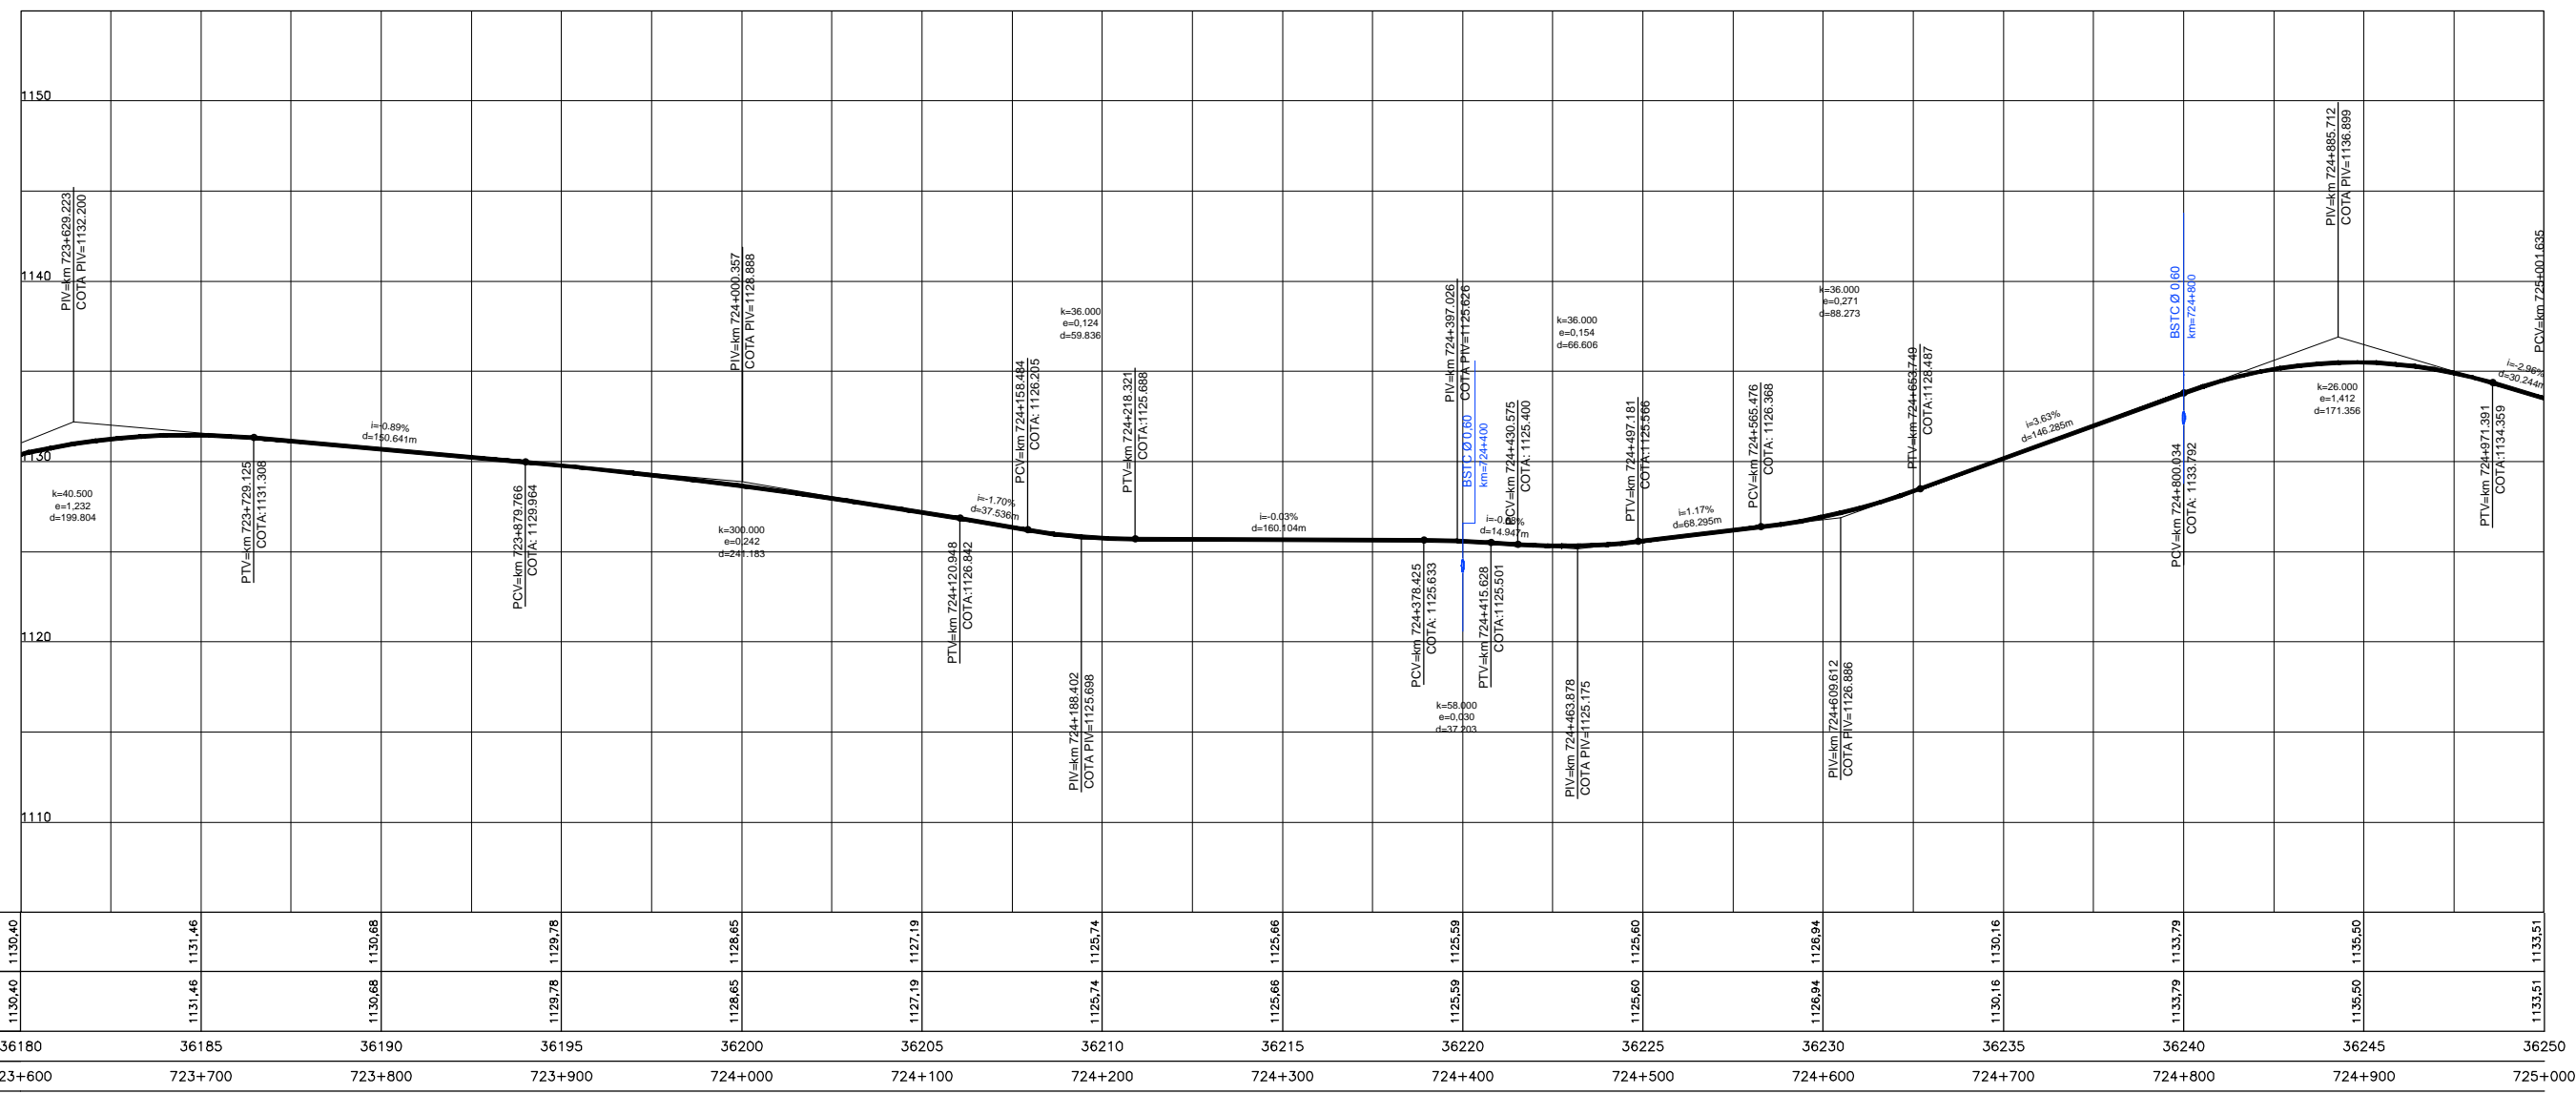 1150
1140
1130
1120
1110
PIV=km 723+629.223
COTA PIV=1132.200
k=40.500
e=1,232
d=199.804
PTV=km 723+729.125
COTA:1131.308
i=-0.89%
d=150.641m
PCV=km 723+879.766
COTA: 1129.964
PIV=km 724+000.357
COTA PIV=1128.888
k=300.000
e=0.242
d=241.183
PTV=km 724+120.948
COTA:1126.842
i=-1.70%
d=37.536m
PCV=km 724+158.484
COTA: 1126.205
k=36.000
e=0,124
d=59.836
PIV=km 724+188.402
COTA PIV=1125.698
PTV=km 724+218.321
COTA:1125.688
i=-0.03%
d=160.104m
PCV=km 724+378.425
COTA: 1125.633
PIV=km 724+397.026
COTA PIV=1125.626
BSTC Ø 0,60
km=724+400
k=58.000
e=0,030
d=37.203
PTV=km 724+415.628
COTA:1125.501
d=14.947m
PCV=km 724+430.575
COTA: 1125.400
k=36.000
e=0,154
d=66.606
PIV=km 724+463.878
COTA PIV=1125.175
PTV=km 724+497.181
COTA:1125.566
i=1.17%
d=68.295m
PCV=km 724+565.476
COTA: 1126.368
k=36.000
e=0,271
d=88.273
PIV=km 724+609.612
COTA PIV=1126.886
PTV=km 724+653.749
COTA:1128.487
i=3.63%
d=146.285m
BSTC Ø 0,60
km=724+800
PCV=km 724+800.034
COTA: 1133.792
PIV=km 724+885.712
COTA PIV=1136.899
k=26.000
e=1,412
d=171.356
PTV=km 724+971.391
COTA:1134.359
i=-2.96%
d=30.244m
PCV=km 725+001.635
1130,40 1131,46 1130,68 1129,78 1128,65 1127,19 1125,74 1125,66 1125,59 1125,60 1126,94 1130,16 1133,79 1135,50 1133,51
1130,40 1131,46 1130,68 1129,78 1128,65 1127,19 1125,74 1125,66 1125,59 1125,60 1126,94 1130,16 1133,79 1135,50 1133,51
36180 36185 36190 36195 36200 36205 36210 36215 36220 36225 36230 36235 36240 36245 36250
23+600 723+700 723+800 723+900 724+000 724+100 724+200 724+300 724+400 724+500 724+600 724+700 724+800 724+900 725+000